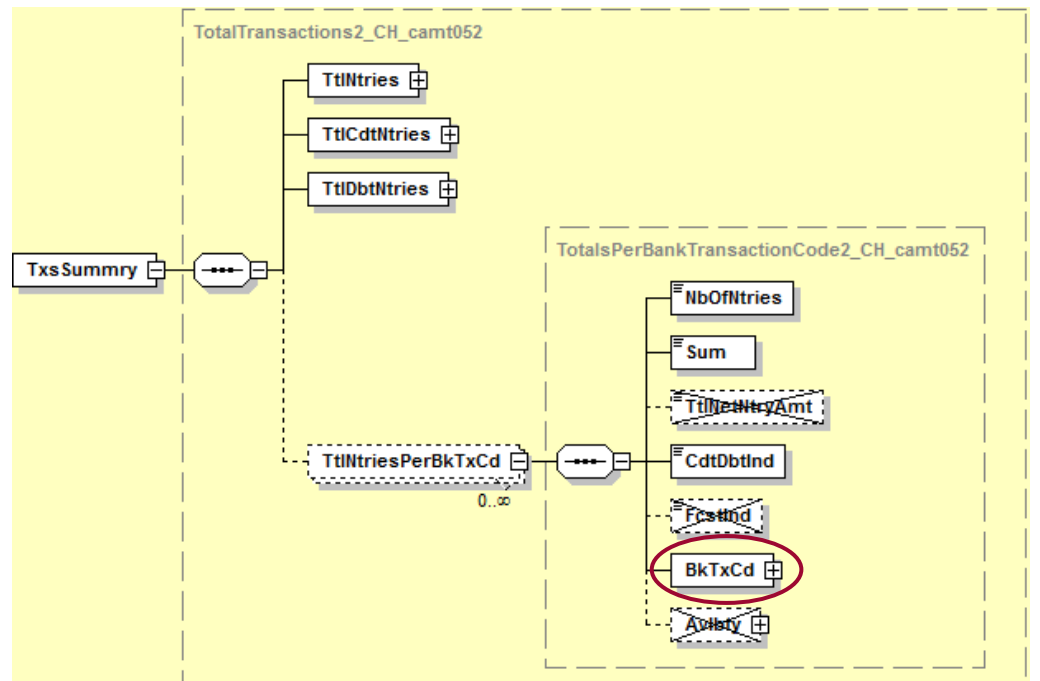 TotalTransactions2_CH_camt052
TtlNtries
TtlCdtNtries
TtlDbtNtries
TotalsPerBankTransactionCode2_CH_camt052
TxsSummry
NbOfNtries
Sum
TtlNetNtryAmt
TtlNtriesPerBkTxCd
CdtDbtInd
0..∞
FcstInd
BkTxCd
Avlbty